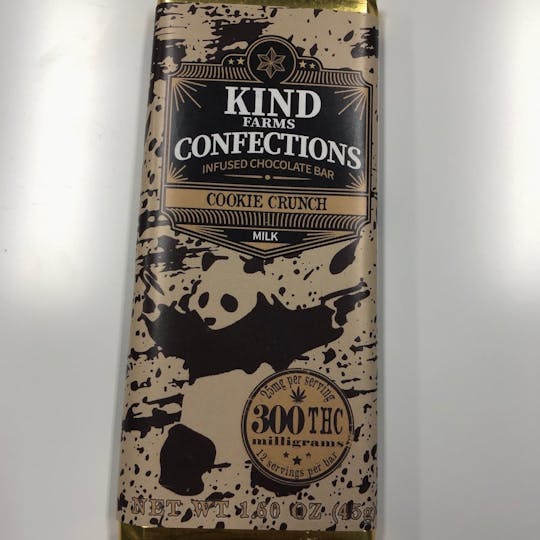 KIND
FARMS
CONFECTIONS
INFUSED CHOCOLATE BAR
COOKIE CRUNCH
MILK
25mg per serving
300 THC
milligrams
12 servings per bar
NET WT 1.60 OZ (45g)